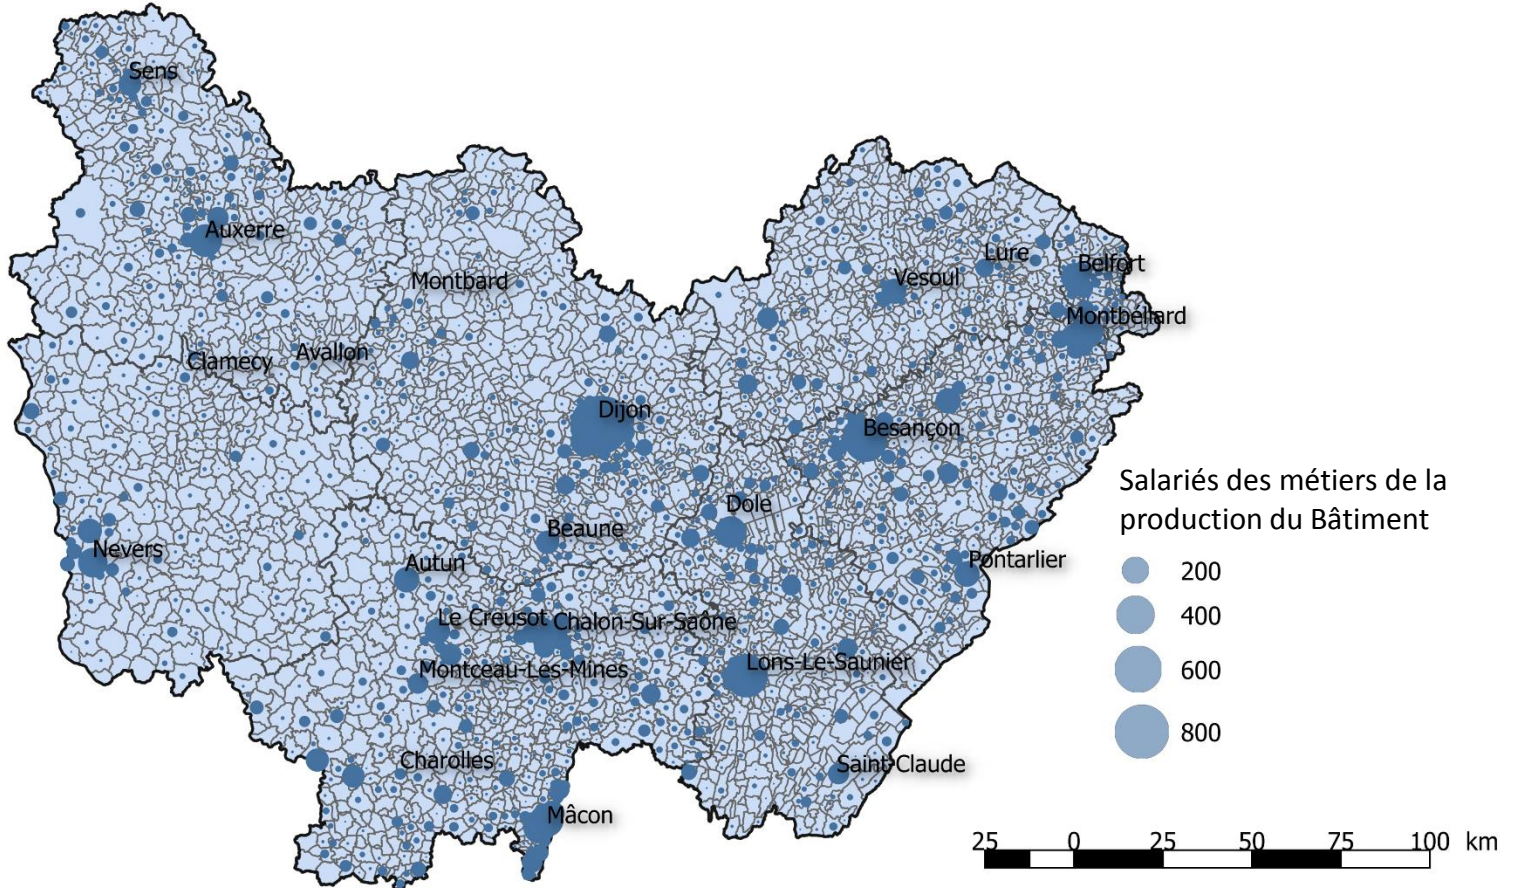 Sens
Auxerre
Montbard
Lure
Belfort
Vesoul
Montbéliard
Clamecy
Avallon
Dijon
Besançon
Salariés des métiers de la
production du Bâtiment
200
400
600
800
Dole
Beaune
Nevers
Autun
Pontarlier
Le Creusot
Chalon-Sur-Saône
Montceau-Les-Mines
Lons-Le-Saunier
Charolles
Saint-Claude
Mâcon
25 0 25 50 75 100 km